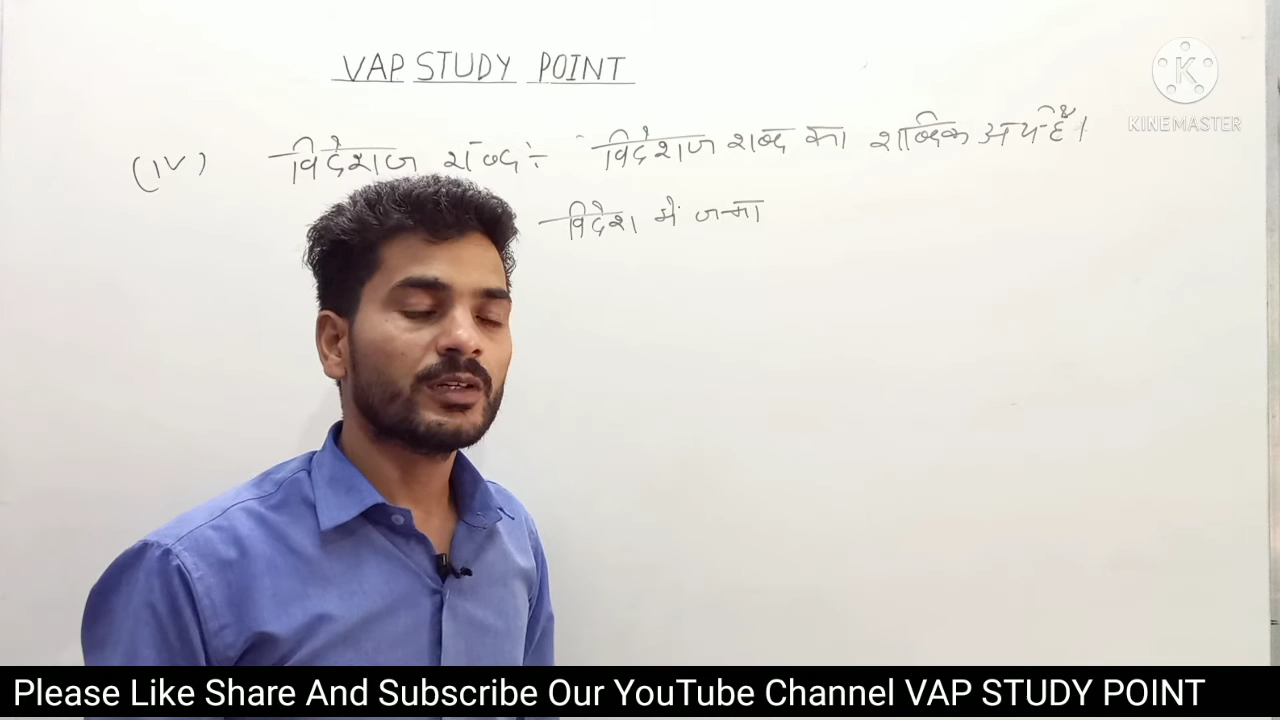 VAP STUDY POINT
KINEMASTER
(IV) विदेशज शब्द :- विदेशज शब्द का शाब्दिक अर्थ है।
विदेश में जन्मा
Please Like Share And Subscribe Our YouTube Channel VAP STUDY POINT